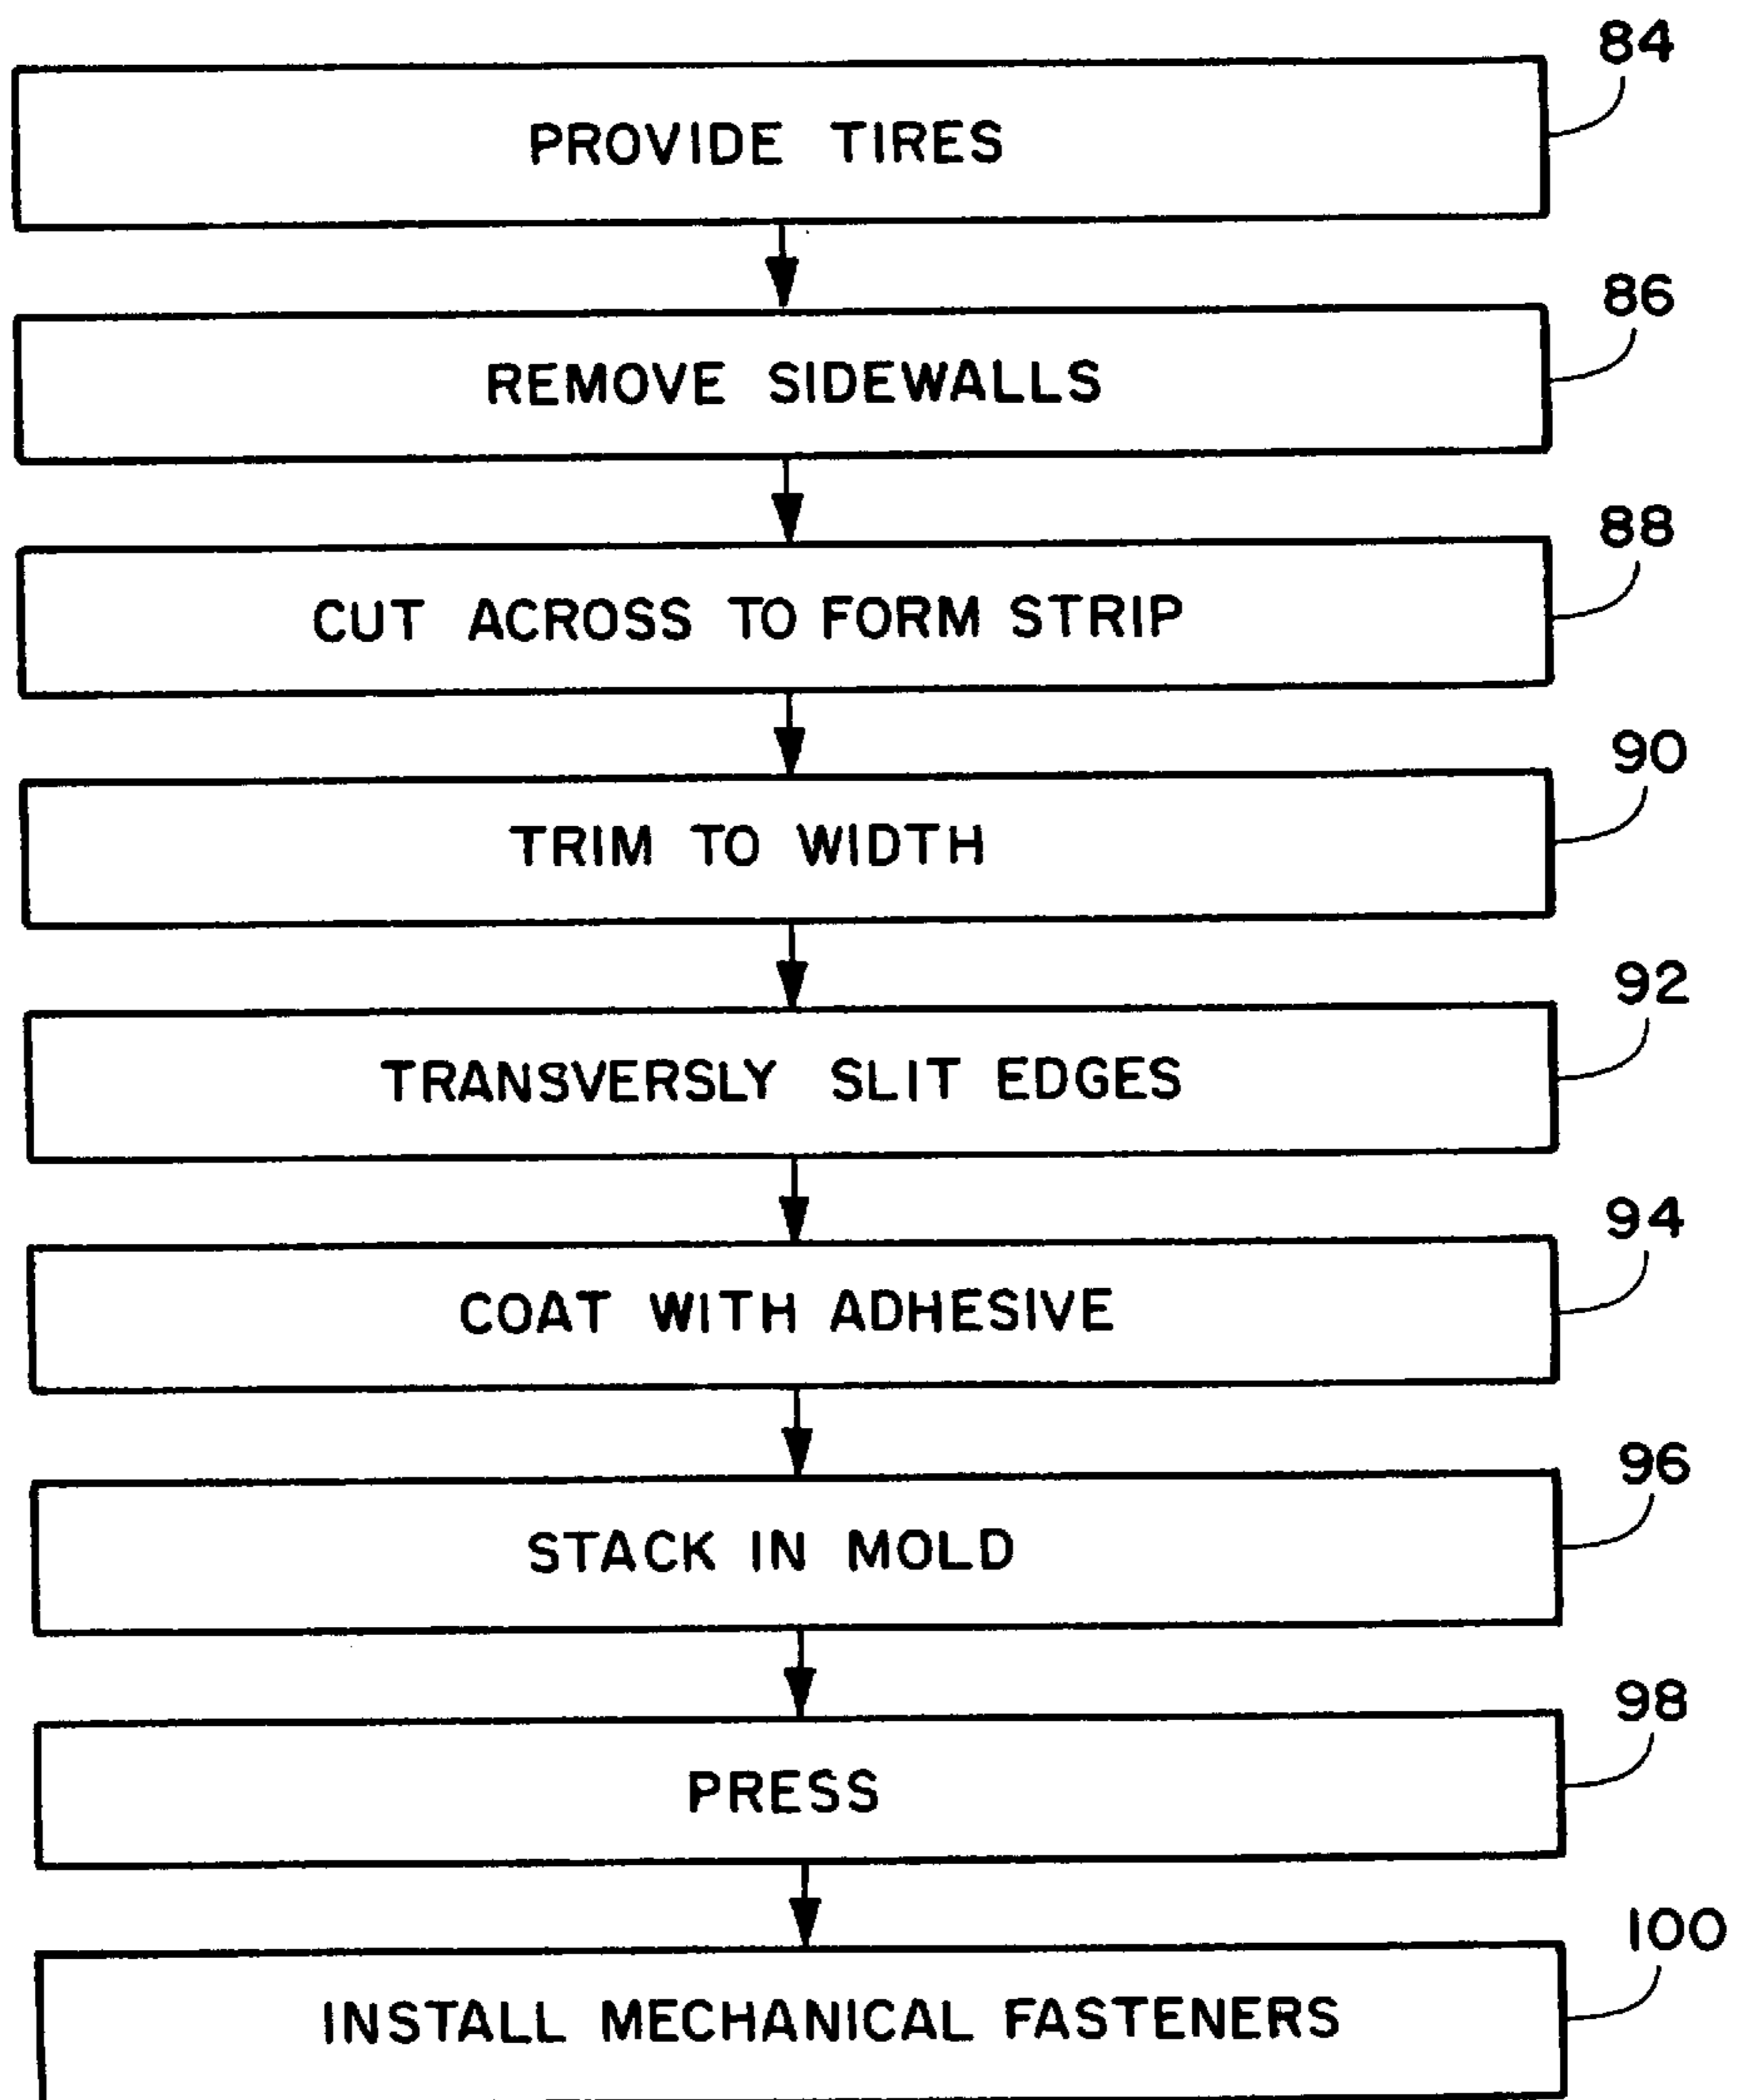 84
PROVIDE TIRES
86
REMOVE SIDEWALLS
88
CUT ACROSS TO FORM STRIP
90
TRIM TO WIDTH
92
TRANSVERSLY SLIT EDGES
94
COAT WITH ADHESIVE
96
STACK IN MOLD
98
PRESS
100
INSTALL MECHANICAL FASTENERS